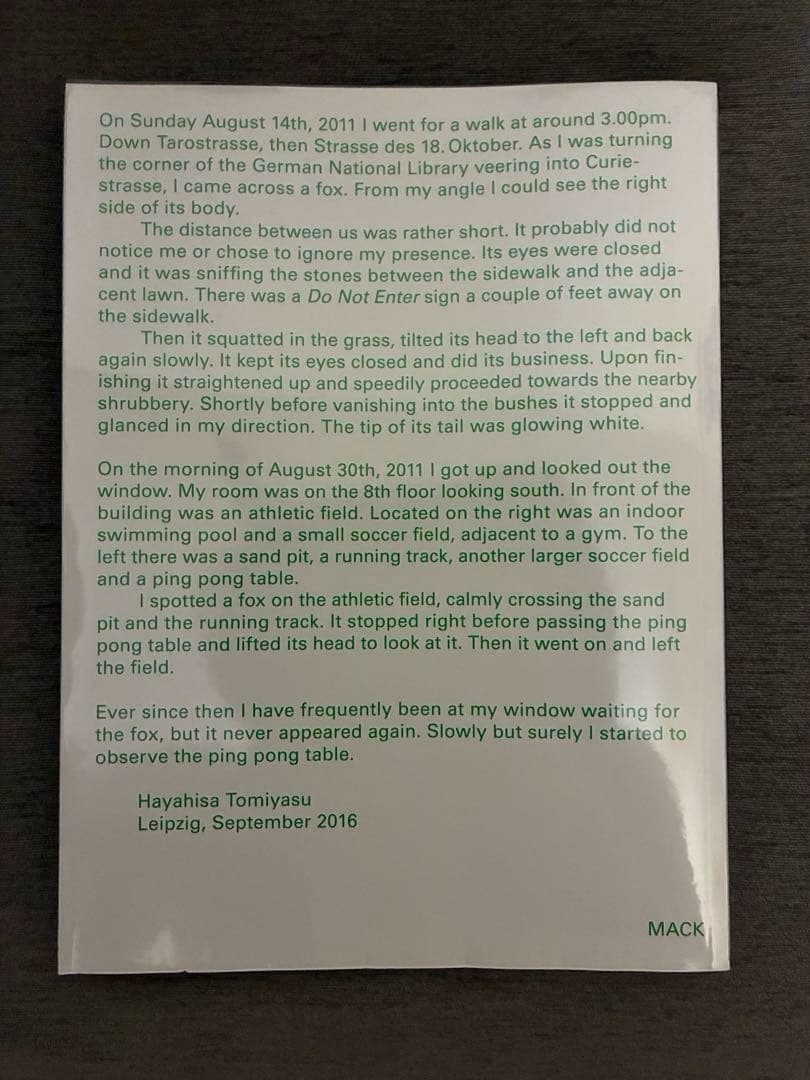 On Sunday August 14th, 2011 I went for a walk at around 3.00pm.
Down Tarostrasse, then Strasse des 18. Oktober. As I was turning
the corner of the German National Library veering into Curie-
strasse, I came across a fox. From my angle I could see the right
side of its body.
The distance between us was rather short. It probably did not
notice me or chose to ignore my presence. Its eyes were closed
and it was sniffing the stones between the sidewalk and the adja-
cent lawn. There was a Do Not Enter sign a couple of feet away on
the sidewalk.
Then it squatted in the grass, tilted its head to the left and back
again slowly. It kept its eyes closed and did its business. Upon fin-
ishing it straightened up and speedily proceeded towards the nearby
shrubbery. Shortly before vanishing into the bushes it stopped and
glanced in my direction. The tip of its tail was glowing white.
On the morning of August 30th, 2011 I got up and looked out the
window. My room was on the 8th floor looking south. In front of the
building was an athletic field. Located on the right was an indoor
swimming pool and a small soccer field, adjacent to a gym. To the
left there was a sand pit, a running track, another larger soccer field
and a ping pong table.
I spotted a fox on the athletic field, calmly crossing the sand
pit and the running track. It stopped right before passing the ping
pong table and lifted its head to look at it. Then it went on and left
the field.
Ever since then I have frequently been at my window waiting for
the fox, but it never appeared again. Slowly but surely I started to
observe the ping pong table.
Hayahisa Tomiyasu
Leipzig, September 2016
MACK